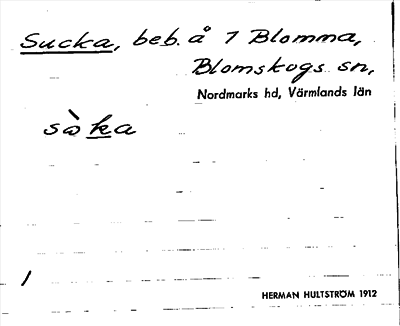 Sucka, beb. å 7 Blomma,
Blomskogs sn,
Nordmarks hd, Värmlands län
sòka
/
HERMAN HULTSTRÖM 1912